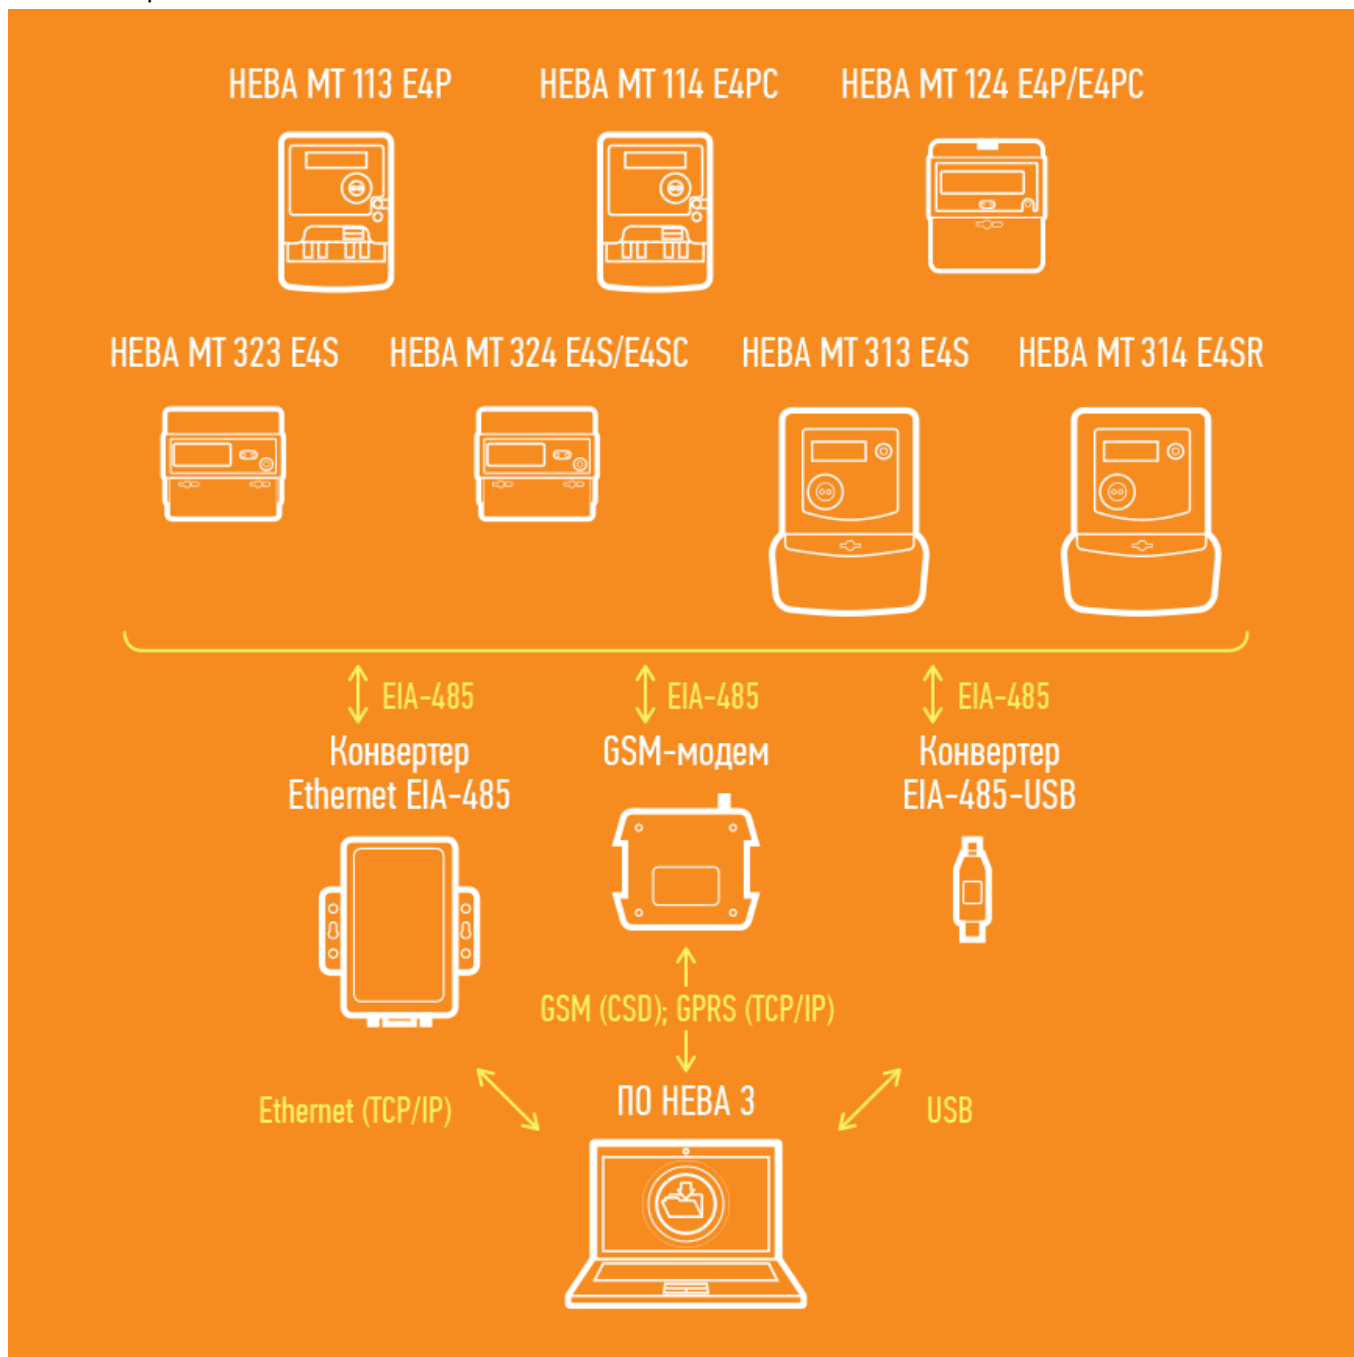 НЕВА МТ 113 E4P
НЕВА МТ 114 E4PC
НЕВА МТ 124 E4P/E4PC
НЕВА МТ 323 E4S
НЕВА МТ 324 E4S/E4SC
НЕВА МТ 313 E4S
НЕВА МТ 314 E4SR
EIA-485
EIA-485
EIA-485
Конвертер
Ethernet EIA-485
GSM-модем
Конвертер
EIA-485-USB
GSM (CSD); GPRS (TCP/IP)
Ethernet (TCP/IP)
ПО НЕВА 3
USB